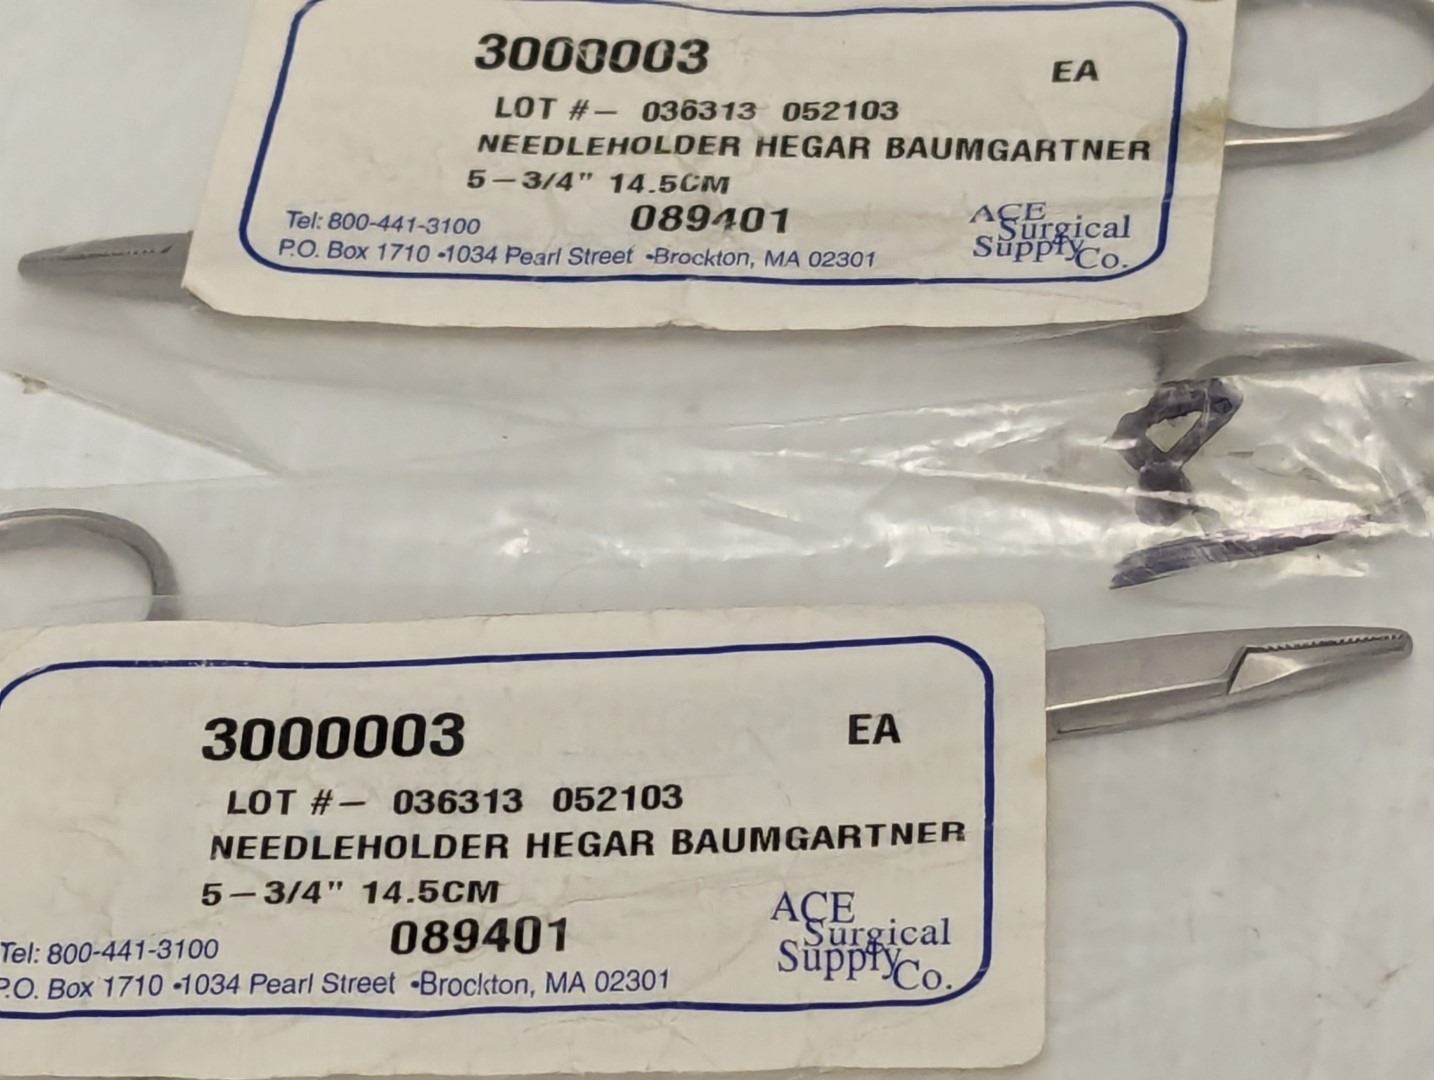 3000003
EA
LOT #— 036313 052103
NEEDLEHOLDER HEGAR BAUMGARTNER
5—3/4" 14.5CM
089401
Tel: 800-441-3100
P.O. Box 1710 •1034 Pearl Street •Brockton, MA 02301
ACE
Surgical
Supply
Co.
3000003
EA
LOT #— 036313 052103
NEEDLEHOLDER HEGAR BAUMGARTNER
5—3/4" 14.5CM
089401
Tel: 800-441-3100
P.O. Box 1710 •1034 Pearl Street •Brockton, MA 02301
ACE
Surgical
Supply
Co.